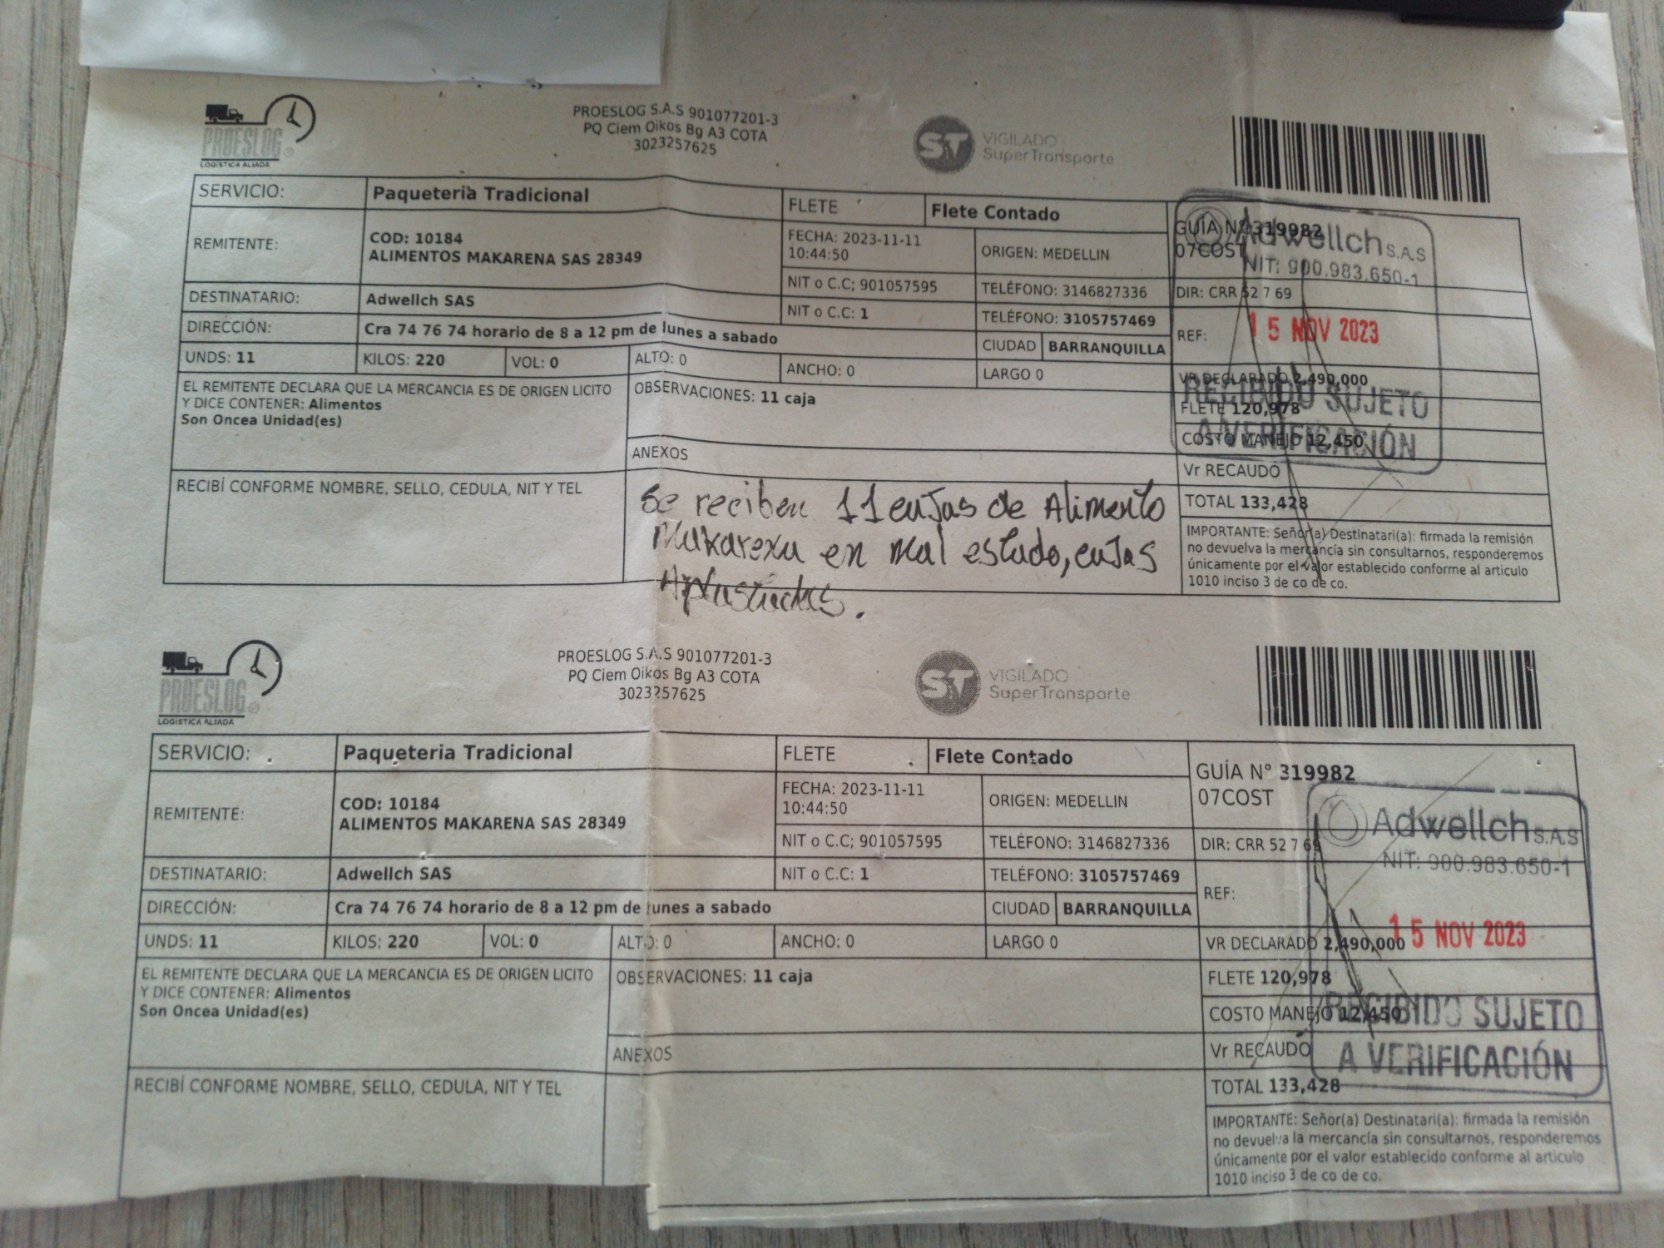 PROESLOG
LOGISTICA ALIADA
PROESLOG S.A.S 901077201-3
PQ Ciem Oikos Bg A3 COTA
3023257625
ST
VIGILADO
SuperTransporte
SERVICIO:
Paqueteria Tradicional
FLETE
Flete Contado
GUÍA N° 319982
07COST
REMITENTE:
COD: 10184
ALIMENTOS MAKARENA SAS 28349
FECHA: 2023-11-11
10:44:50
ORIGEN: MEDELLIN
NIT o C.C; 901057595
TELÉFONO: 3146827336
DIR: CRR 52 7 69
DESTINATARIO:
Adwellch SAS
NIT o C.C: 1
TELÉFONO: 3105757469
REF:
DIRECCIÓN:
Cra 74 76 74 horario de 8 a 12 pm de lunes a sabado
CIUDAD
BARRANQUILLA
UNDS: 11
KILOS: 220
VOL: 0
ALTO: 0
ANCHO: 0
LARGO 0
VR DECLARADO 2,490,000
EL REMITENTE DECLARA QUE LA MERCANCIA ES DE ORIGEN LICITO
Y DICE CONTENER: Alimentos
Son Oncea Unidad(es)
OBSERVACIONES: 11 caja
FLETE 120,978
COSTO MANEJO 12,450
ANEXOS
Vr RECAUDO
RECIBÍ CONFORME NOMBRE, SELLO, CEDULA, NIT Y TEL
TOTAL 133,428
IMPORTANTE: Señor(a) Destinatari(a): firmada la remisión
no devuelva la mercancía sin consultarnos, responderemos
únicamente por el valor establecido conforme al articulo
1010 inciso 3 de co de co.
Adwellch S.A.S
NIT: 900.983.650-1
15 NOV 2023
RECIBIDO SUJETO
A VERIFICACIÓN
Se reciben 11 cajas de Alimento
Makarena en mal estado, cajas
Aplastadas.
PROESLOG
LOGISTICA ALIADA
PROESLOG S.A.S 901077201-3
PQ Ciem Oikos Bg A3 COTA
3023257625
ST
VIGILADO
SuperTransporte
SERVICIO:
Paqueteria Tradicional
FLETE
Flete Contado
GUÍA N° 319982
07COST
REMITENTE:
COD: 10184
ALIMENTOS MAKARENA SAS 28349
FECHA: 2023-11-11
10:44:50
ORIGEN: MEDELLIN
NIT o C.C; 901057595
TELÉFONO: 3146827336
DIR: CRR 52 7 69
DESTINATARIO:
Adwellch SAS
NIT o C.C: 1
TELÉFONO: 3105757469
REF:
DIRECCIÓN:
Cra 74 76 74 horario de 8 a 12 pm de lunes a sabado
CIUDAD
BARRANQUILLA
UNDS: 11
KILOS: 220
VOL: 0
ALTO: 0
ANCHO: 0
LARGO 0
VR DECLARADO 2,490,000
EL REMITENTE DECLARA QUE LA MERCANCIA ES DE ORIGEN LICITO
Y DICE CONTENER: Alimentos
Son Oncea Unidad(es)
OBSERVACIONES: 11 caja
FLETE 120,978
COSTO MANEJO 12,450
ANEXOS
Vr RECAUDO
RECIBÍ CONFORME NOMBRE, SELLO, CEDULA, NIT Y TEL
TOTAL 133,428
IMPORTANTE: Señor(a) Destinatari(a): firmada la remisión
no devuelva la mercancía sin consultarnos, responderemos
únicamente por el valor establecido conforme al articulo
1010 inciso 3 de co de co.
Adwellch S.A.S
NIT: 900.983.650-1
15 NOV 2023
RECIBIDO SUJETO
A VERIFICACIÓN